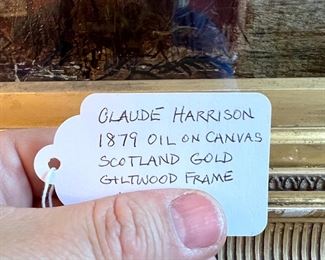 CLAUDE HARRISON
1879 OIL ON CANVAS
SCOTLAND GOLD
GILTWOOD FRAME